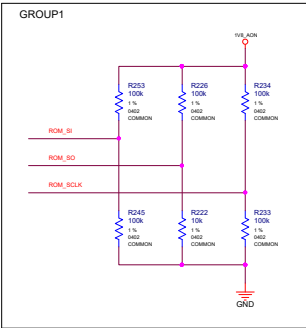 GROUP1
1V8_AON
R253
100k
1 %
0402
COMMON
R226
100k
1 %
0402
COMMON
R234
100k
1 %
0402
COMMON
ROM_SI
ROM_SO
ROM_SCLK
R245
100k
1 %
0402
COMMON
R222
10k
1 %
0402
COMMON
R233
100k
1 %
0402
COMMON
GND